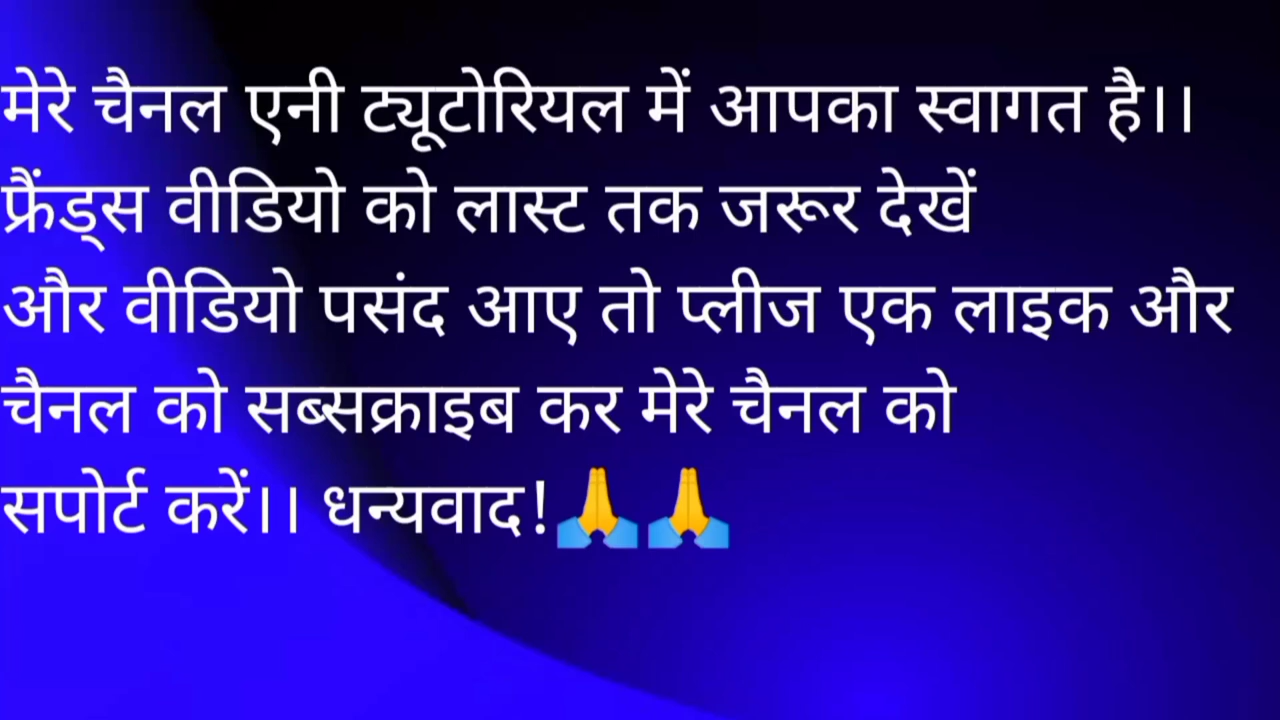 मेरे चैनल एनी ट्यूटोरियल में आपका स्वागत है।।
फ्रैंड्स वीडियो को लास्ट तक जरूर देखें
और वीडियो पसंद आए तो प्लीज एक लाइक और
चैनल को सब्सक्राइब कर मेरे चैनल को
सपोर्ट करें।। धन्यवाद!🙏🙏